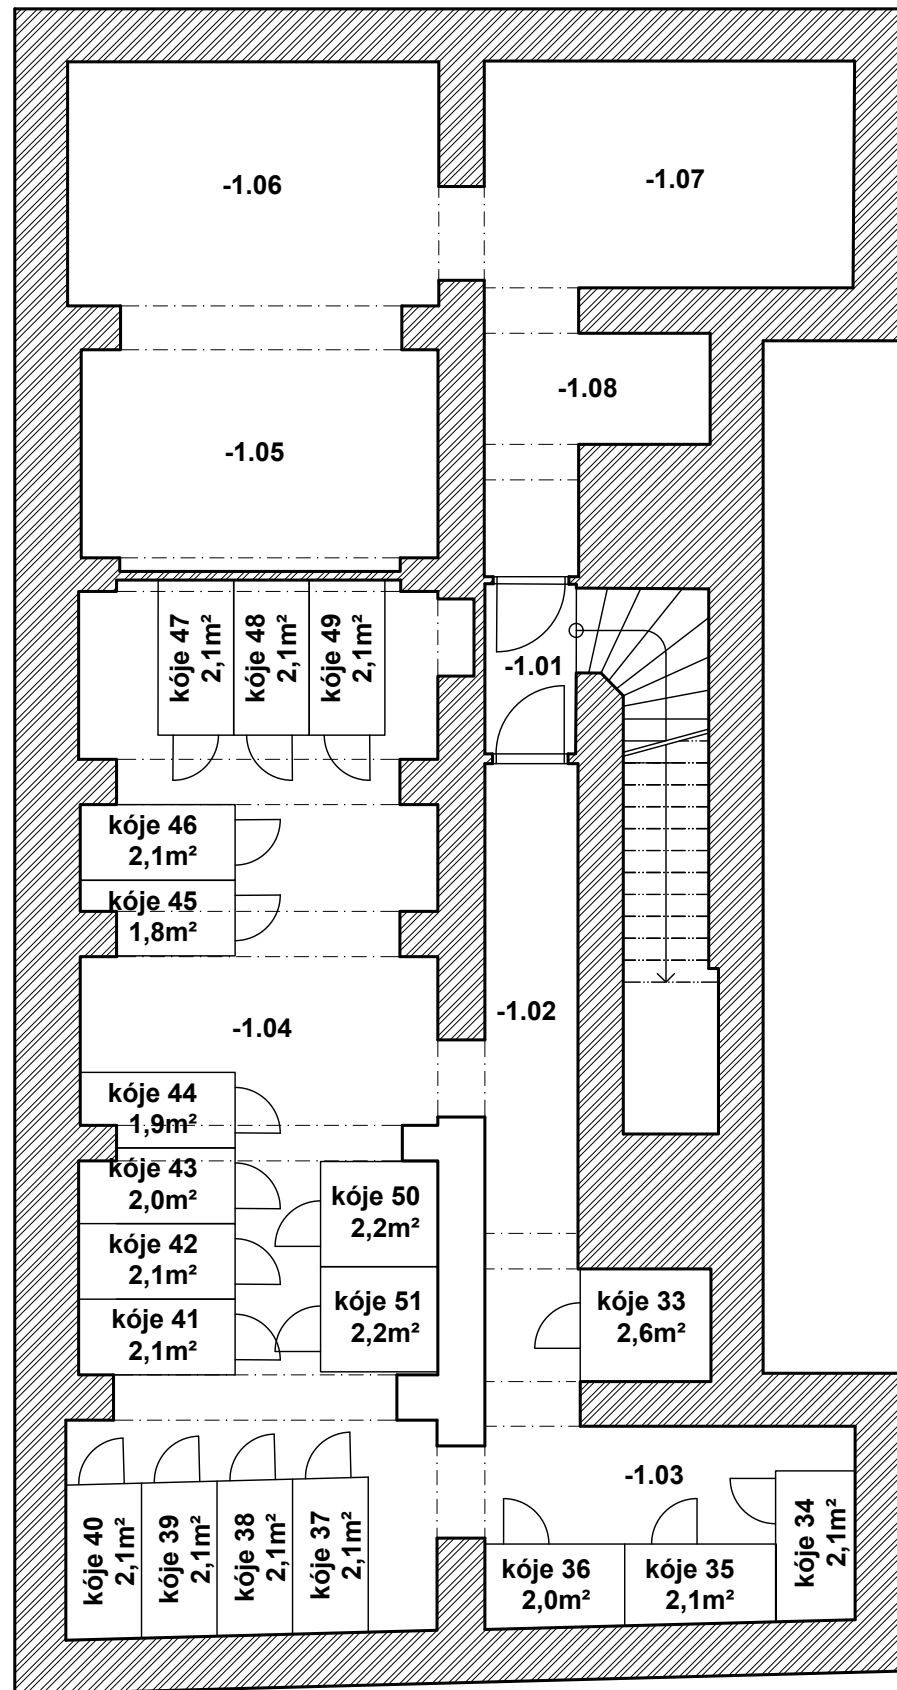 -1.06
-1.07
-1.08
-1.05
kóje 47
2,1m²
kóje 48
2,1m²
kóje 49
2,1m²
-1.01
kóje 46
2,1m²
kóje 45
1,8m²
-1.04
-1.02
kóje 44
1,9m²
kóje 43
2,0m²
kóje 50
2,2m²
kóje 42
2,1m²
kóje 51
2,2m²
kóje 41
2,1m²
kóje 33
2,6m²
-1.03
kóje 40
2,1m²
kóje 39
2,1m²
kóje 38
2,1m²
kóje 37
2,1m²
kóje 36
2,0m²
kóje 35
2,1m²
kóje 34
2,1m²